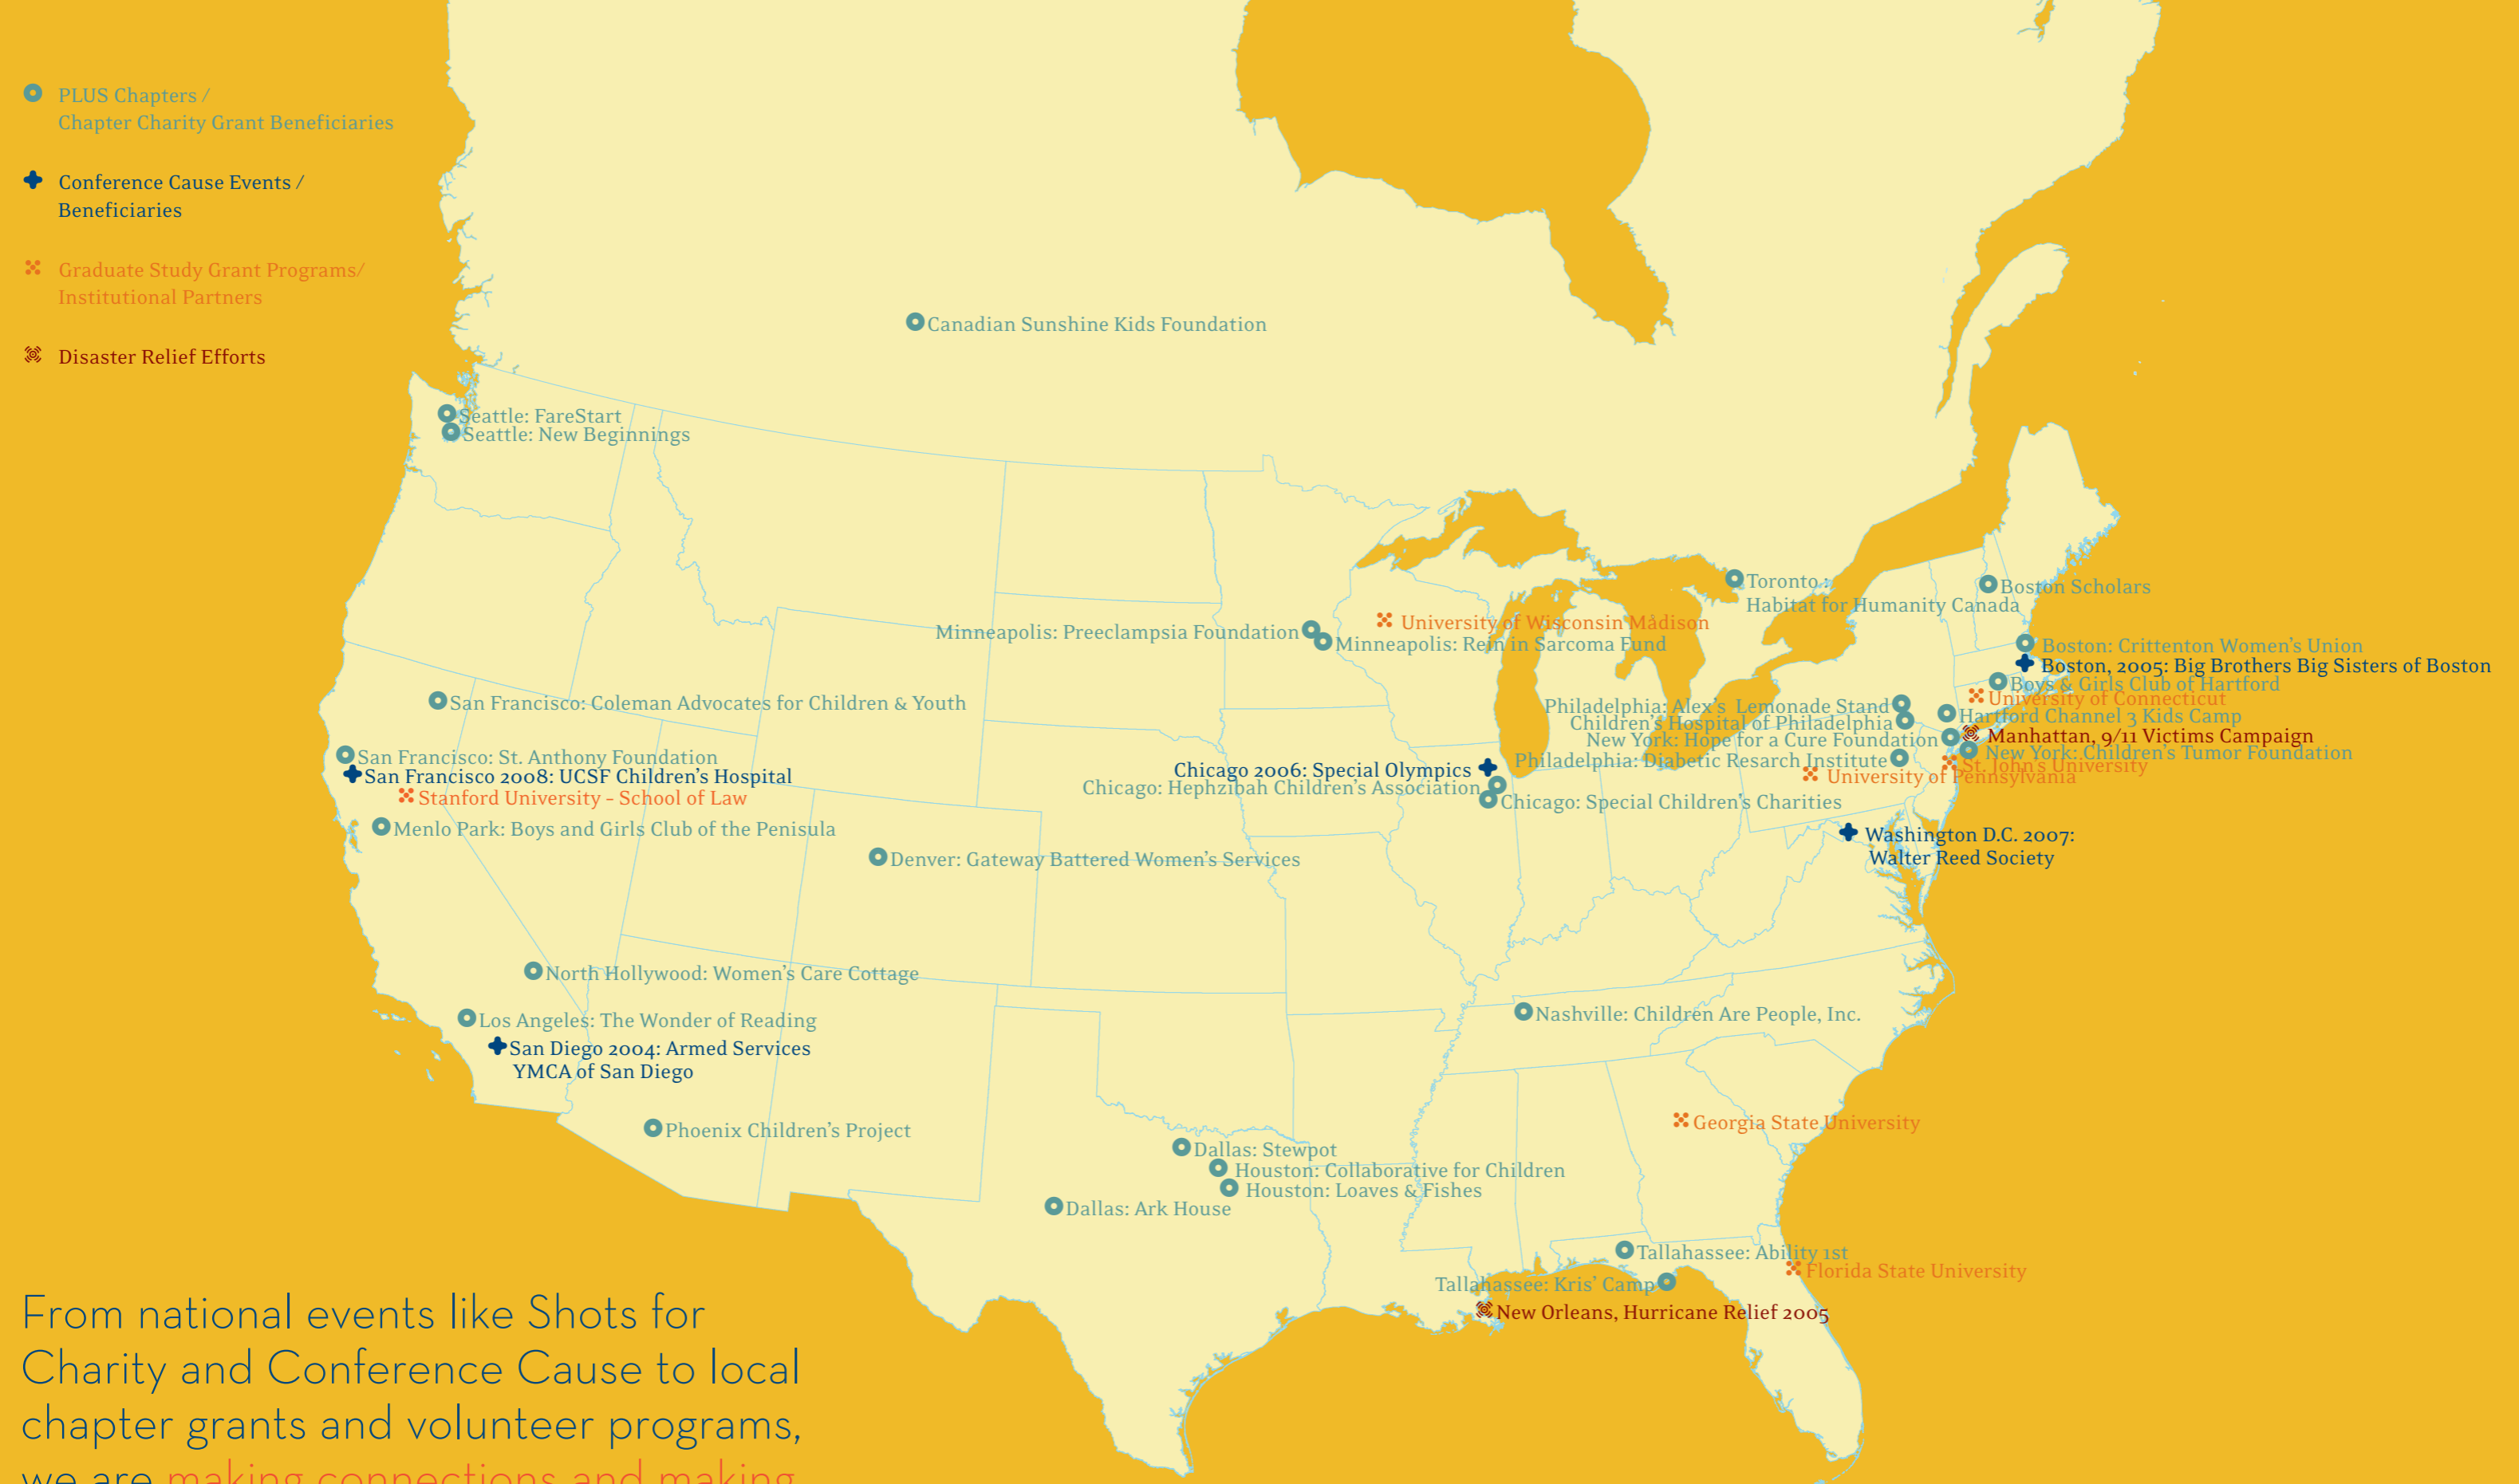 PLUS Chapters /
Chapter Charity Grant Beneficiaries
Conference Cause Events /
Beneficiaries
Graduate Study Grant Programs/
Institutional Partners
Disaster Relief Efforts
Canadian Sunshine Kids Foundation
Seattle: FareStart
Seattle: New Beginnings
Toronto :
Habitat for Humanity Canada
Boston Scholars
University of Wisconsin Mådison
Minneapolis: Preeclampsia Foundation
Minneapolis: Rein in Sarcoma Fund
Boston: Crittenton Women's Union
Boston, 2005: Big Brothers Big Sisters of Boston
Boys & Girls Club of Hartford
University of Connecticut
San Francisco: Coleman Advocates for Children & Youth
Philadelphia: Alex's Lemonade Stand
Hartford Channel 3 Kids Camp
Children's Hospital of Philadelphia
Manhattan, 9/11 Victims Campaign
New York: Hope for a Cure Foundation
New York: Children's Tumor Foundation
San Francisco: St. Anthony Foundation
Philadelphia: Diabetic Resarch Institute
St. John's University
San Francisco 2008: UCSF Children's Hospital
Chicago 2006: Special Olympics
University of Pennsylvania
Chicago: Hephzibah Children's Association
Stanford University - School of Law
Chicago: Special Children's Charities
Menlo Park: Boys and Girls Club of the Penisula
Washington D.C. 2007:
Walter Reed Society
Denver: Gateway Battered Women's Services
North Hollywood: Women's Care Cottage
Los Angeles: The Wonder of Reading
Nashville: Children Are People, Inc.
San Diego 2004: Armed Services
YMCA of San Diego
Georgia State University
Phoenix Children's Project
Dallas: Stewpot
Houston: Collaborative for Children
Houston: Loaves & Fishes
Dallas: Ark House
Tallahassee: Ability 1st
Florida State University
Tallahassee: Kris' Camp
New Orleans, Hurricane Relief 2005
From national events like Shots for
Charity and Conference Cause to local
chapter grants and volunteer programs,
we are making connections and making